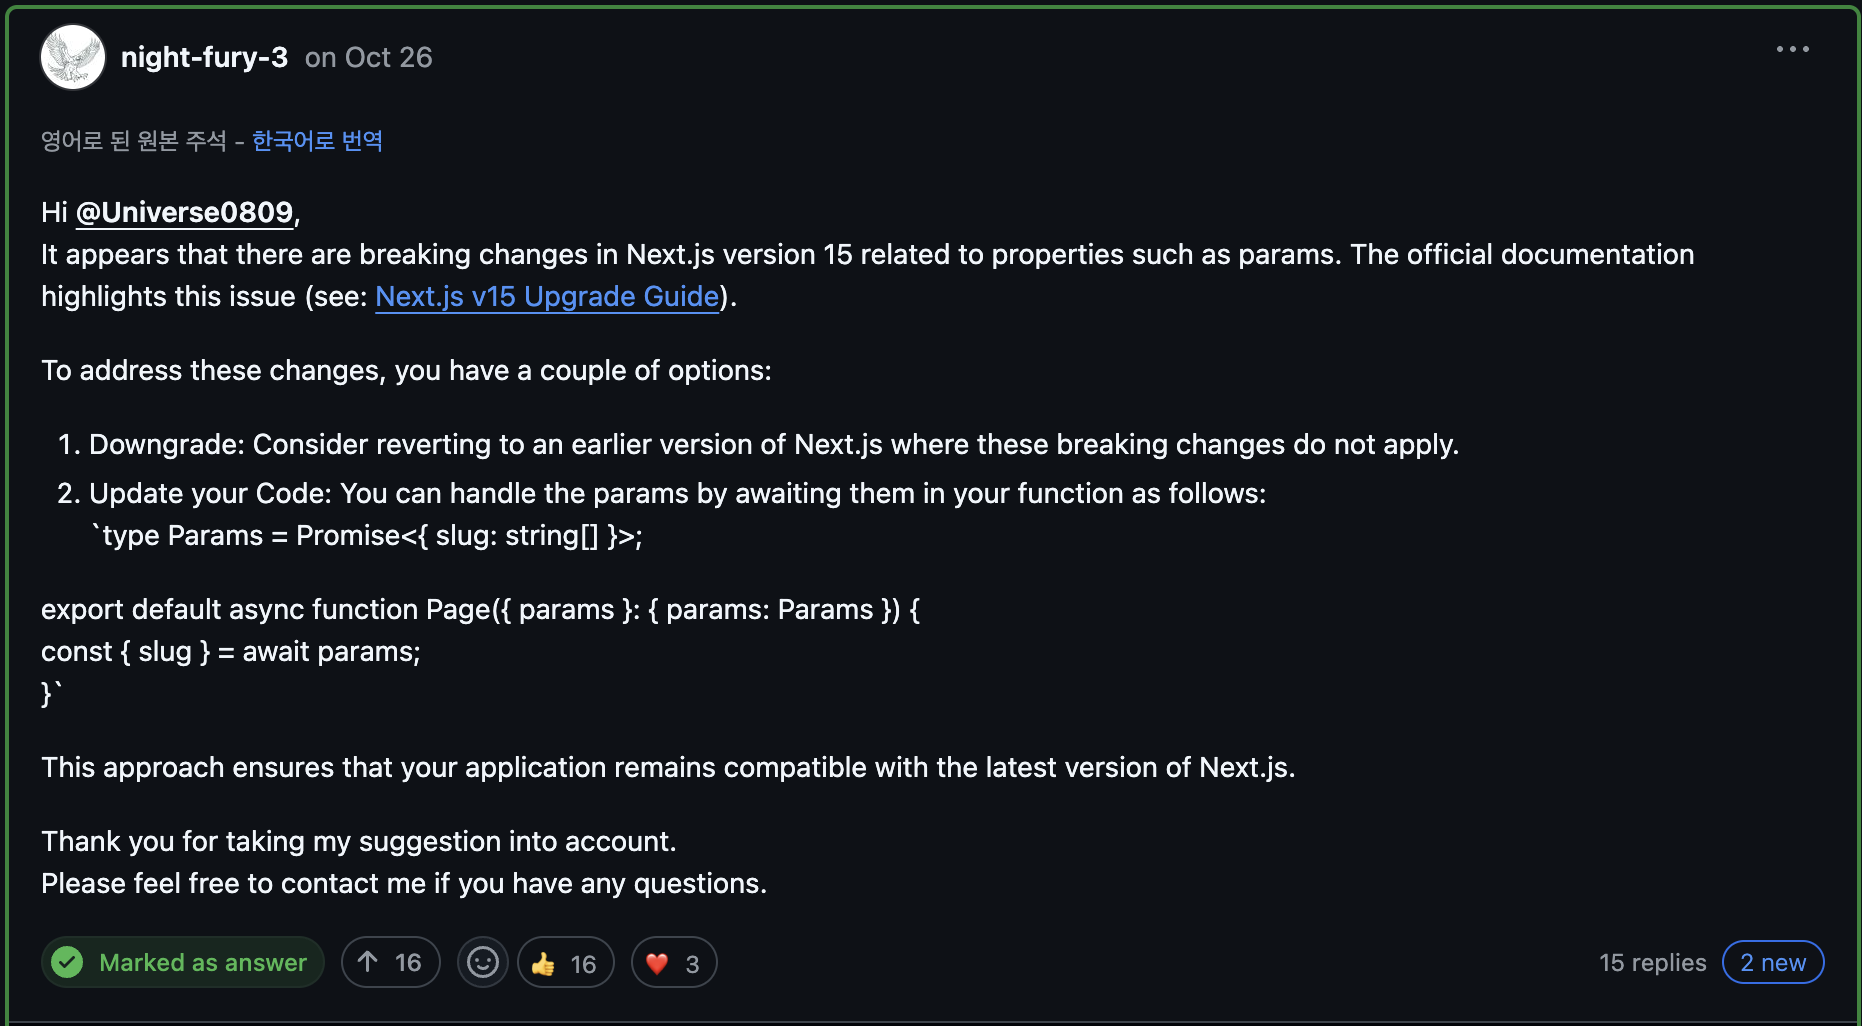 night-fury-3 on Oct 26
영어로 된 원본 주석 - 한국어로 번역
Hi @Universe0809,
It appears that there are breaking changes in Next.js version 15 related to properties such as params. The official documentation
highlights this issue (see: Next.js v15 Upgrade Guide).
To address these changes, you have a couple of options:
1. Downgrade: Consider reverting to an earlier version of Next.js where these breaking changes do not apply.
2. Update your Code: You can handle the params by awaiting them in your function as follows:
`type Params = Promise<{ slug: string[] }>;
export default async function Page({ params }: { params: Params }) {
const { slug } = await params;
}`
This approach ensures that your application remains compatible with the latest version of Next.js.
Thank you for taking my suggestion into account.
Please feel free to contact me if you have any questions.
Marked as answer ↑ 16 👍 16 ❤️ 3 15 replies 2 new